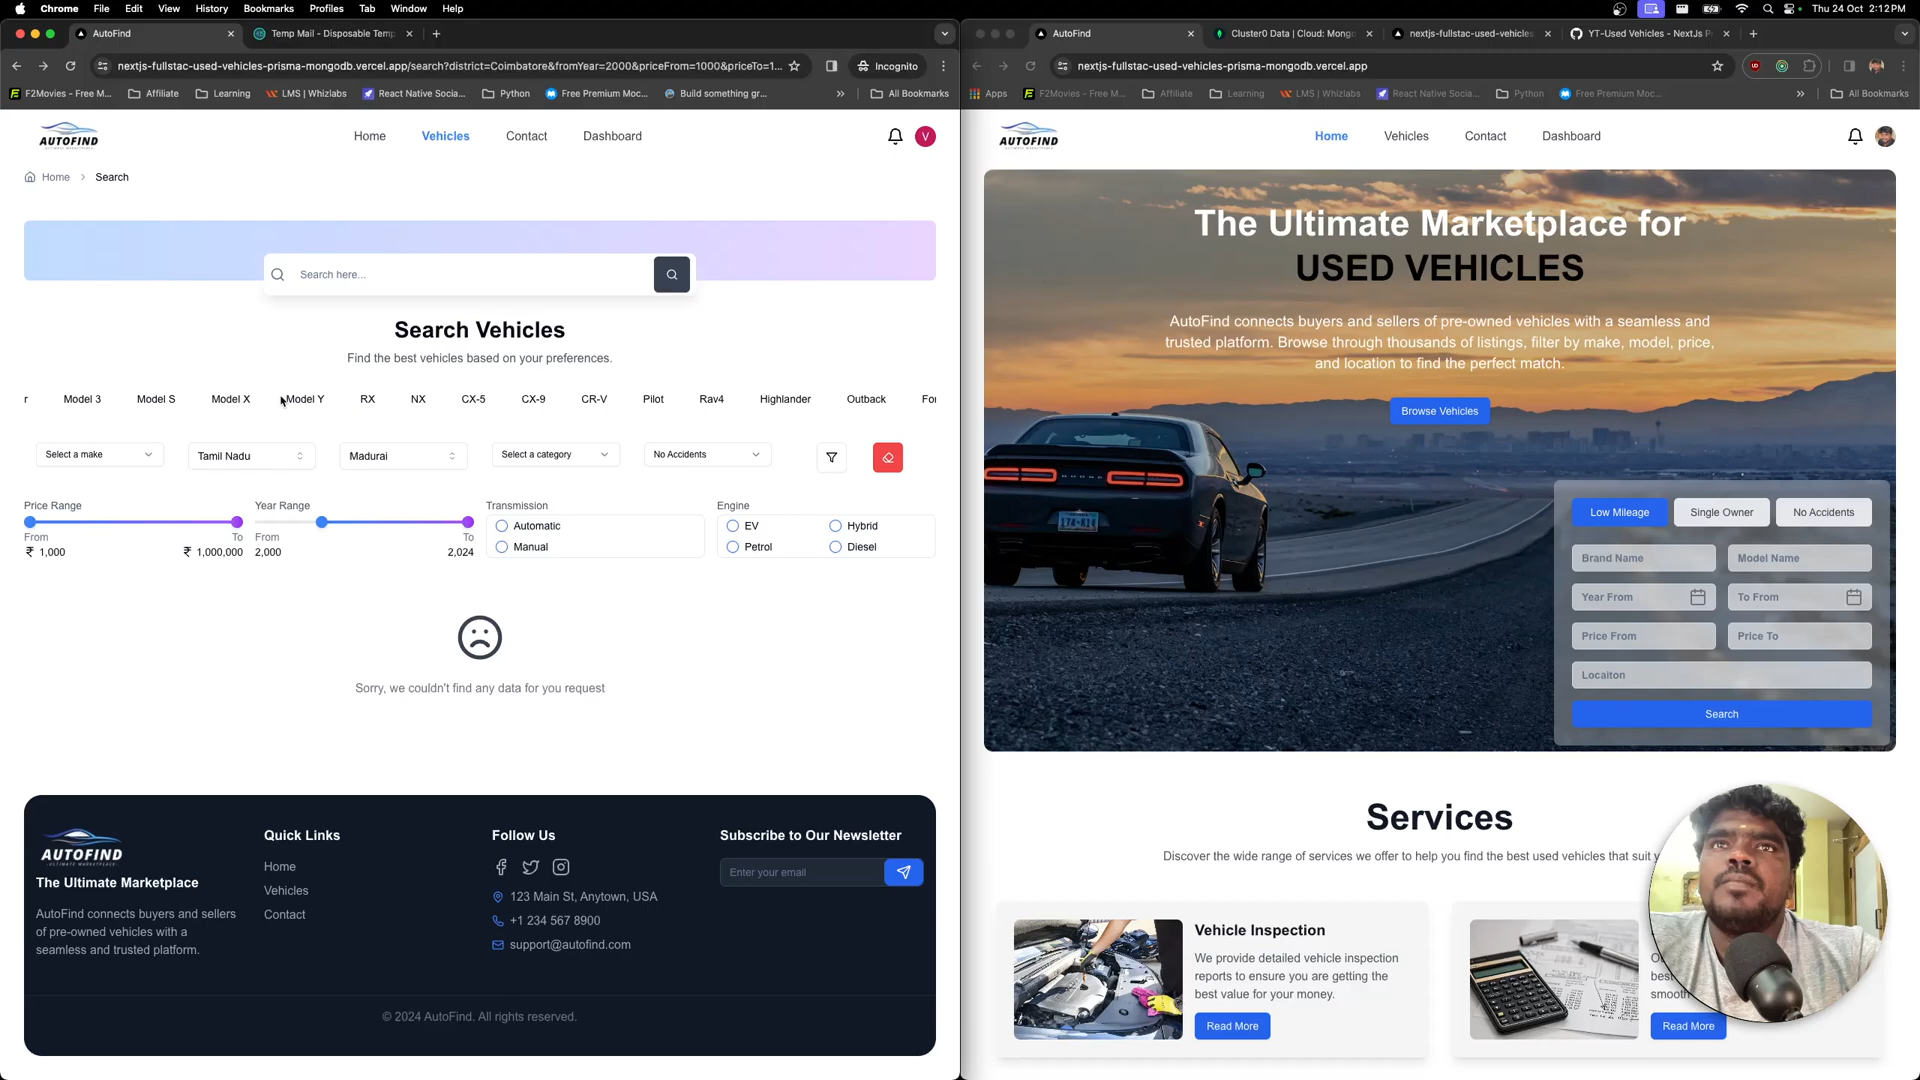 Chrome File Edit View History Bookmarks Profiles Tab Window Help
Thu 24 Oct 2:12 PM
AutoFind
Temp Mail - Disposable Temp
nextjs-fullstac-used-vehicles-prisma-mongodb.vercel.app/search?district=Coimbatore&fromYear=2000&priceFrom=1000&priceTo=1...
Incognito
F2Movies - Free M... Affiliate Learning LMS | Whizlabs React Native Socia... Python Free Premium Moc... Build something gr... » All Bookmarks
AUTOFIND
Home Vehicles Contact Dashboard
V
Home > Search
Search here...
Search Vehicles
Find the best vehicles based on your preferences.
r Model 3 Model S Model X Model Y RX NX CX-5 CX-9 CR-V Pilot Rav4 Highlander Outback For
Select a make Tamil Nadu Madurai Select a category No Accidents
Price Range
From To
₹ 1,000 ₹ 1,000,000
Year Range
From To
2,000 2,024
Transmission
Automatic
Manual
Engine
EV Hybrid
Petrol Diesel
Sorry, we couldn't find any data for you request
AUTOFIND
The Ultimate Marketplace
AutoFind connects buyers and sellers
of pre-owned vehicles with a
seamless and trusted platform.
Quick Links
Home
Vehicles
Contact
Follow Us
123 Main St, Anytown, USA
+1 234 567 8900
support@autofind.com
Subscribe to Our Newsletter
Enter your email
© 2024 AutoFind. All rights reserved.
AutoFind
Cluster0 Data | Cloud: Mongo
nextjs-fullstac-used-vehicles
YT-Used Vehicles - NextJs P
nextjs-fullstac-used-vehicles-prisma-mongodb.vercel.app
Apps F2Movies - Free M... Affiliate Learning LMS | Whizlabs React Native Socia... Python Free Premium Moc... » All Bookmarks
AUTOFIND
Home Vehicles Contact Dashboard
The Ultimate Marketplace for
USED VEHICLES
AutoFind connects buyers and sellers of pre-owned vehicles with a seamless and
trusted platform. Browse through thousands of listings, filter by make, model, price,
and location to find the perfect match.
Browse Vehicles
DODGE
Low Mileage Single Owner No Accidents
Brand Name Model Name
Year From To From
Price From Price To
Locaiton
Search
Services
Discover the wide range of services we offer to help you find the best used vehicles that suit y
Vehicle Inspection
We provide detailed vehicle inspection
reports to ensure you are getting the
best value for your money.
Read More
best
smooth
Read More